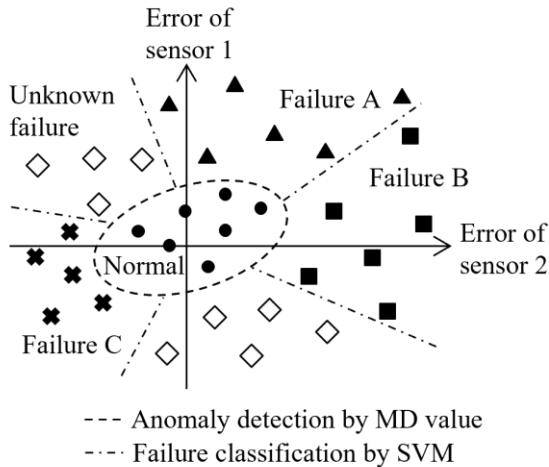 Error of
sensor 1
Unknown
failure
Failure A
Failure B
Error of
sensor 2
Normal
Failure C
Anomaly detection by MD value
Failure classification by SVM